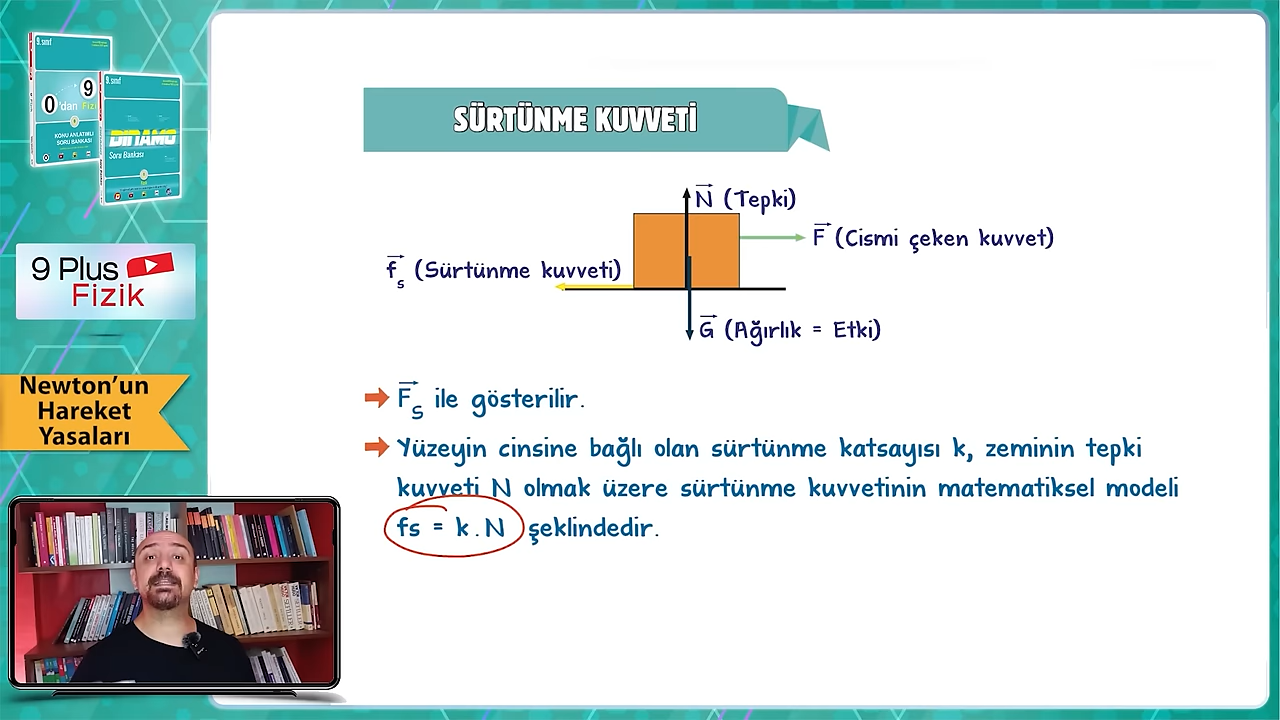 9.sınıf
0'dan 9
Fizik
KONU ANLATIMLI
SORU BANKASI
9.sınıf
DİNAMO
Soru Bankası
9 Plus
Fizik
Newton'un
Hareket
Yasaları
SÜRTÜNME KUVVETİ
N (Tepki)
F (Cismi çeken kuvvet)
fs (Sürtünme kuvveti)
G (Ağırlık = Etki)
Fs ile gösterilir.
Yüzeyin cinsine bağlı olan sürtünme katsayısı k, zeminin tepki
kuvveti N olmak üzere sürtünme kuvvetinin matematiksel modeli
fs = k.N şeklindedir.